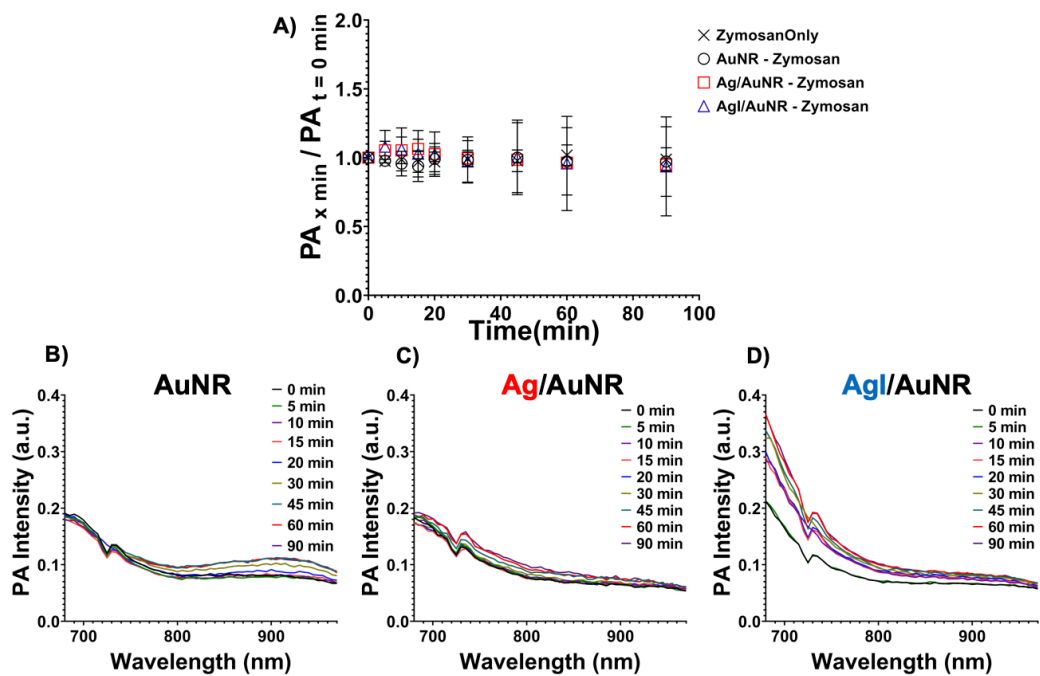 A)
PA x min / PA t = 0 min
2.0
1.5
1.0
0.5
0.0
0 20 40 60 80 100
Time(min)
ZymosanOnly
AuNR - Zymosan
Ag/AuNR - Zymosan
AgI/AuNR - Zymosan
B)
AuNR
PA Intensity (a.u.)
0.4
0.3
0.2
0.1
0.0
700 800 900
Wavelength (nm)
0 min
5 min
10 min
15 min
20 min
30 min
45 min
60 min
90 min
C)
Ag/AuNR
PA Intensity (a.u.)
0.4
0.3
0.2
0.1
0.0
700 800 900
Wavelength (nm)
0 min
5 min
10 min
15 min
20 min
30 min
45 min
60 min
90 min
D)
AgI/AuNR
PA Intensity (a.u.)
0.4
0.3
0.2
0.1
0.0
700 800 900
Wavelength (nm)
0 min
5 min
10 min
15 min
20 min
30 min
45 min
60 min
90 min